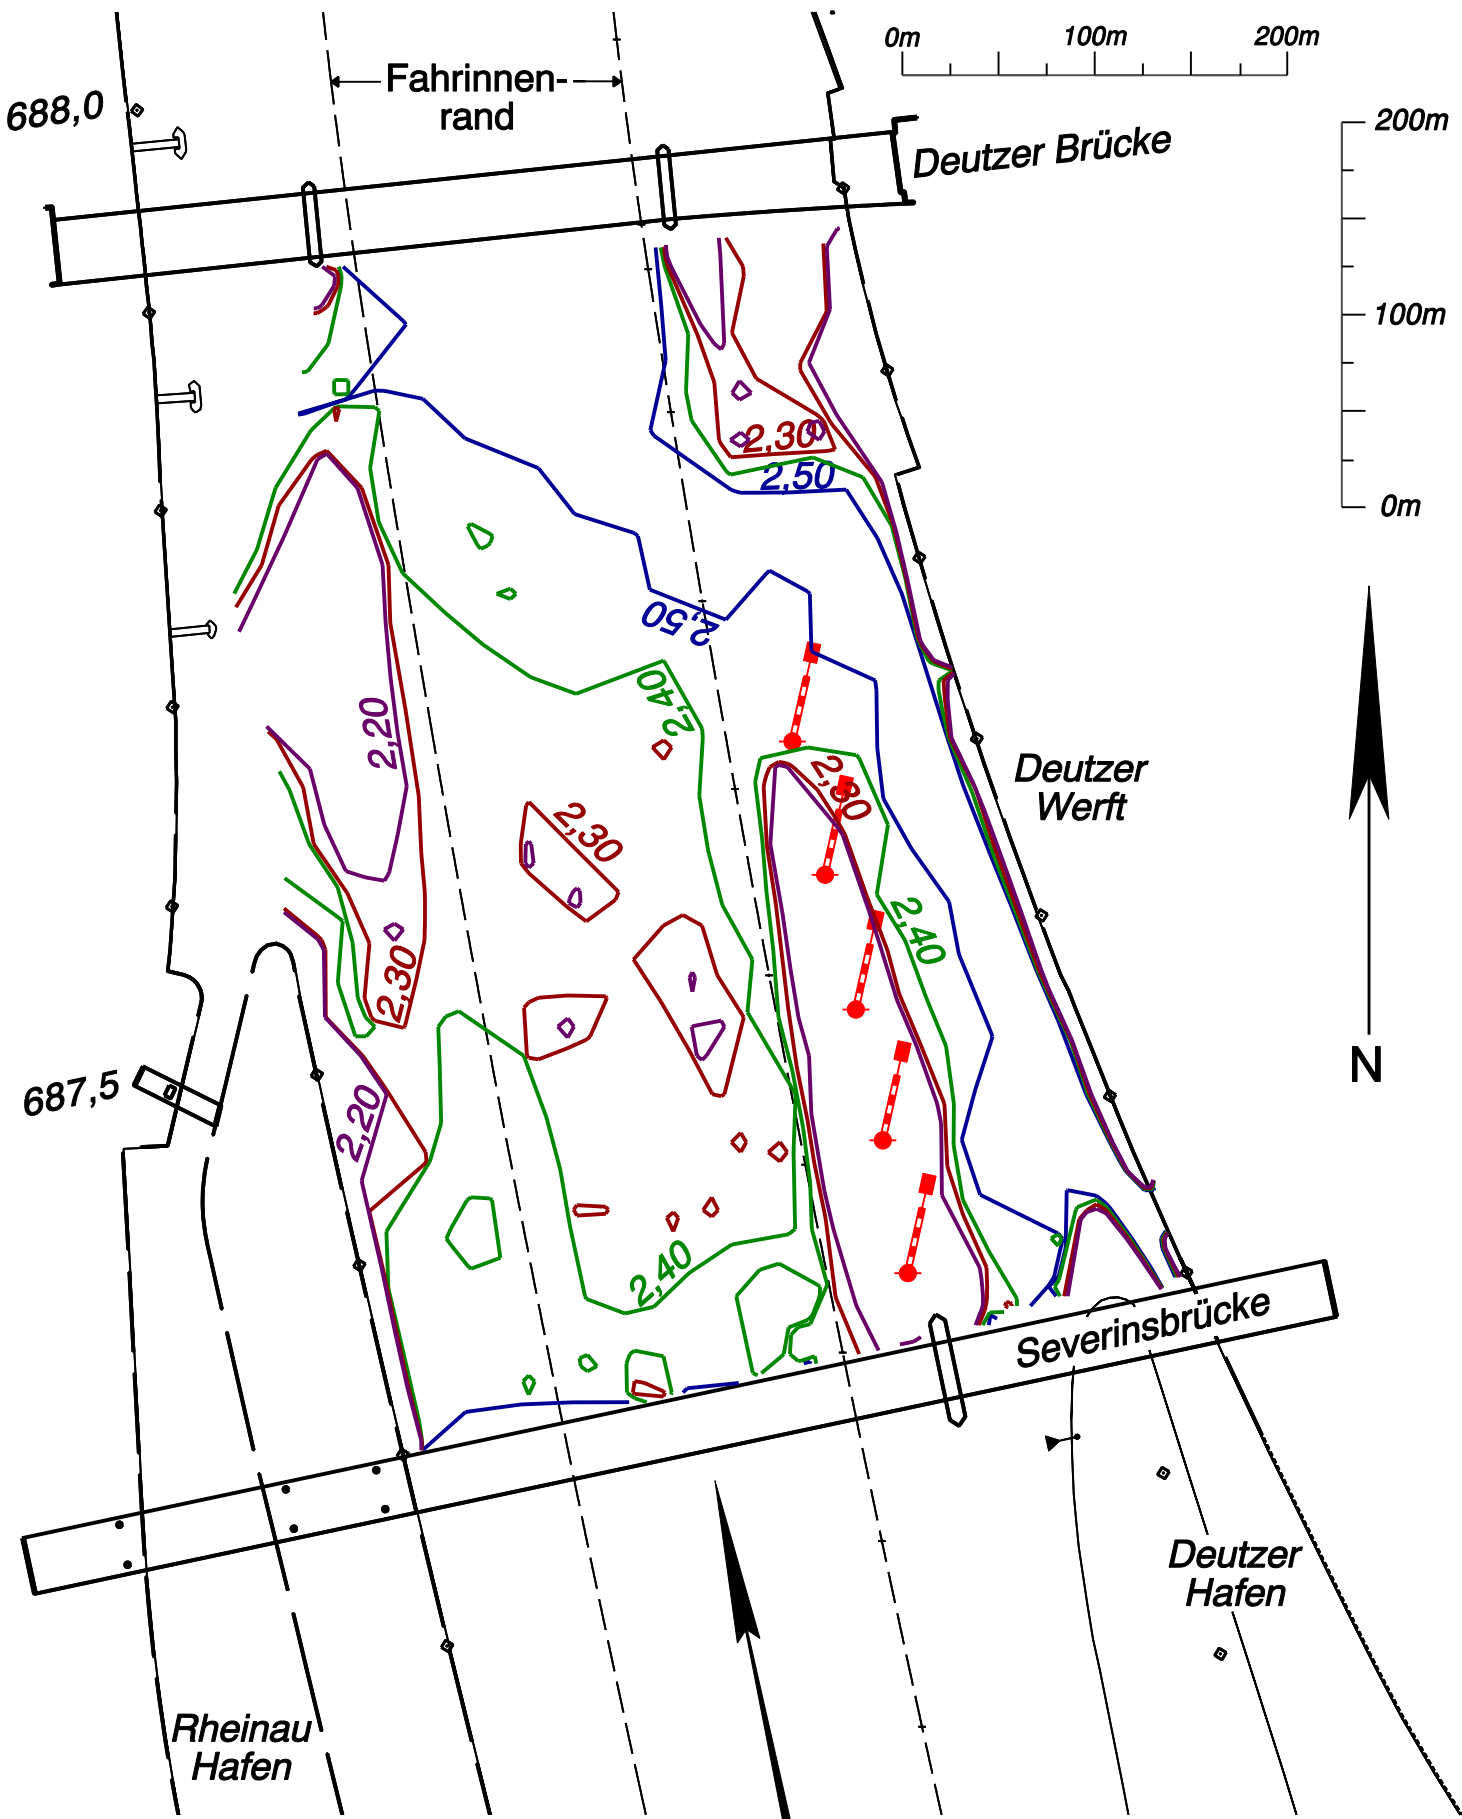 0m 100m 200m
Fahrinnen-
rand
688,0
200m
Deutzer Brücke
100m
2,30
2,50
0m
2,50
2,40
2,20
Deutzer
Werft
2,30
2,30
2,40
2,30
N
687,5
2,20
2,40
Severinsbrücke
Deutzer
Hafen
Rheinau
Hafen